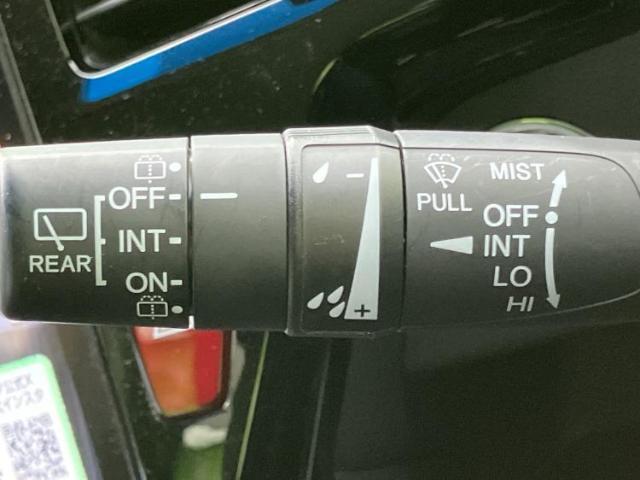 OFF
INT
REAR
ON
−
+
PULL
MIST
OFF
INT
LO
HI